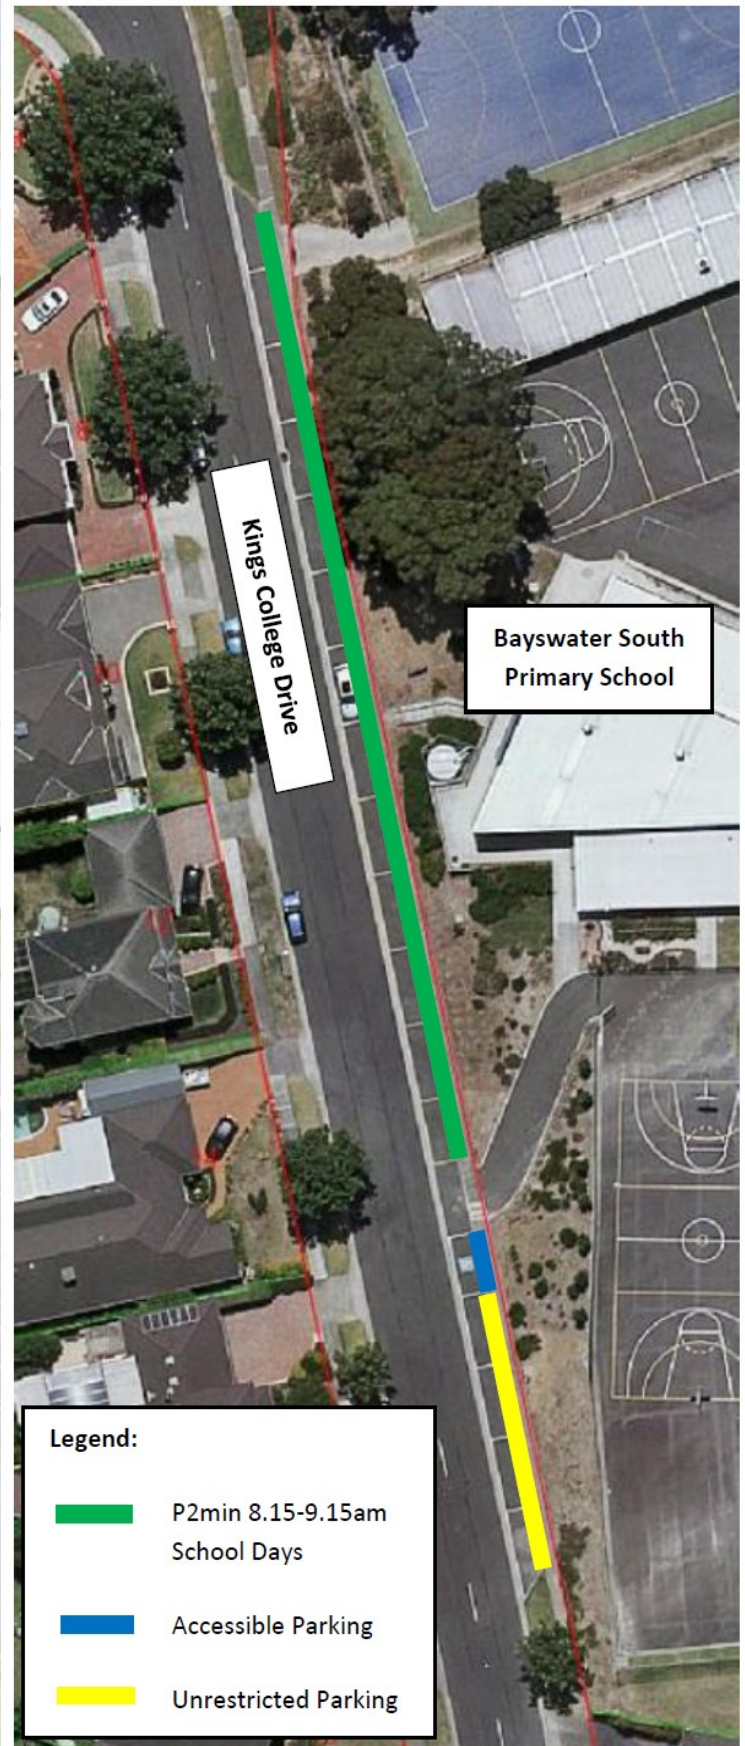 Kings College Drive
Bayswater South
Primary School
Legend:
P2min 8.15-9.15am
School Days
Accessible Parking
Unrestricted Parking